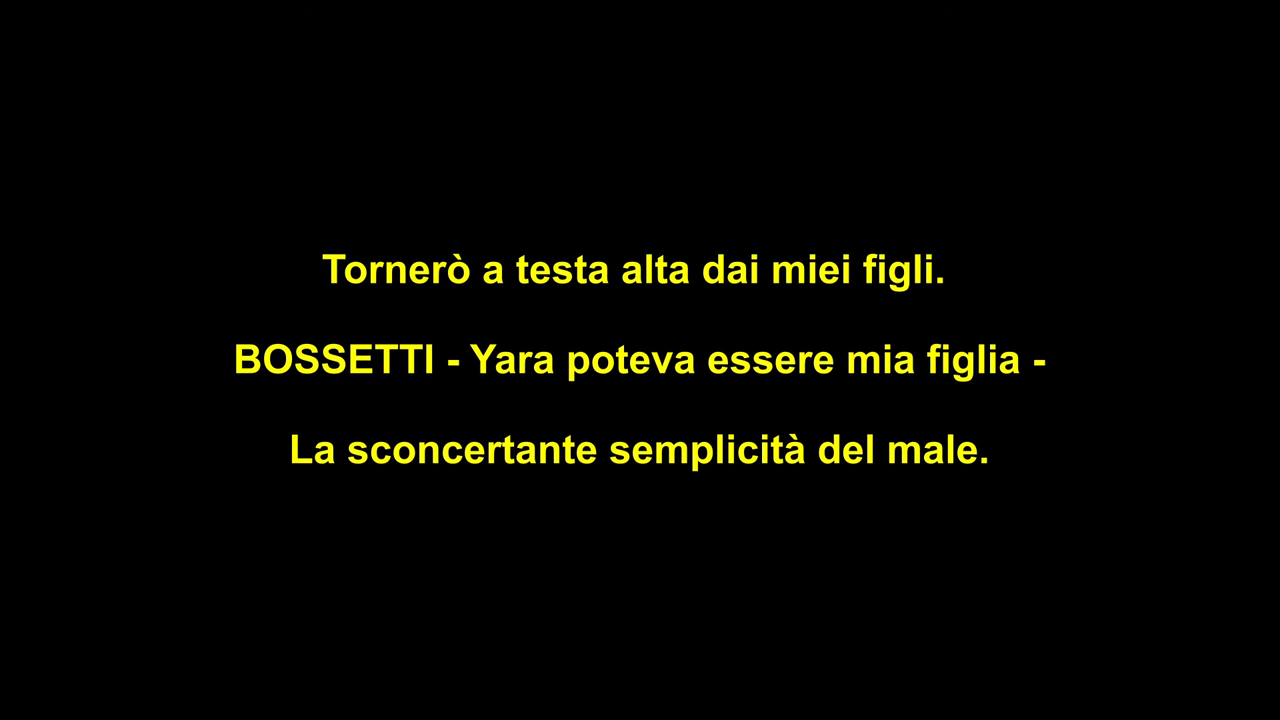 Tornerò a testa alta dai miei figli.
BOSSETTI - Yara poteva essere mia figlia -
La sconcertante semplicità del male.